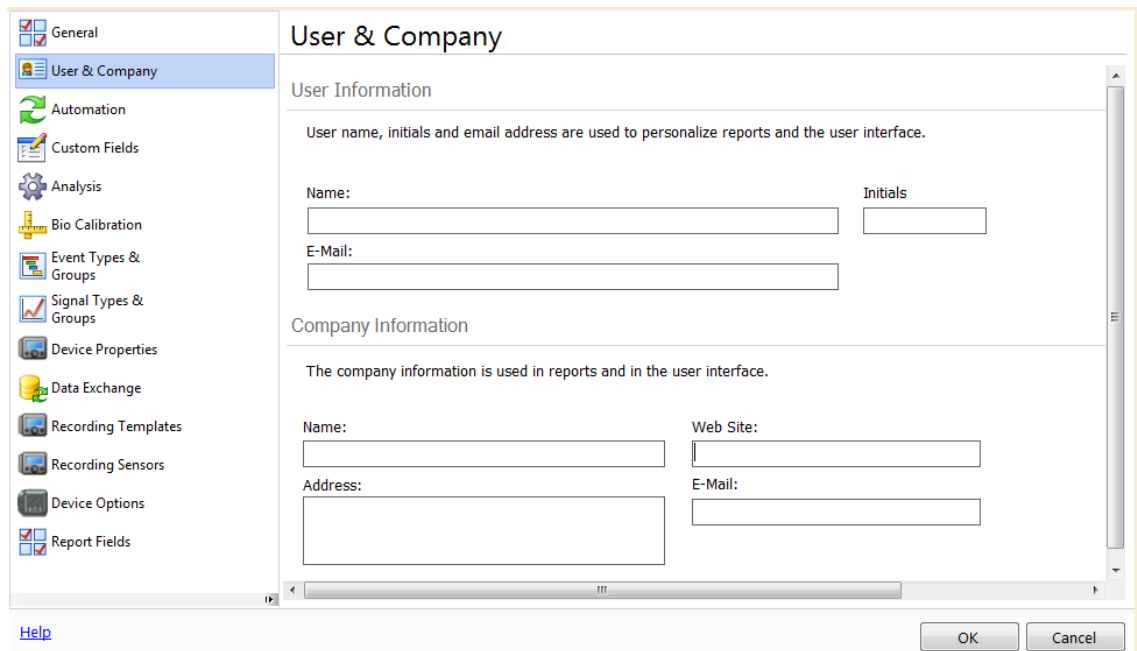 General
User & Company
Automation
Custom Fields
Analysis
Bio Calibration
Event Types &
Groups
Signal Types &
Groups
Device Properties
Data Exchange
Recording Templates
Recording Sensors
Device Options
Report Fields
User & Company
User Information
User name, initials and email address are used to personalize reports and the user interface.
Name:
Initials
E-Mail:
Company Information
The company information is used in reports and in the user interface.
Name:
Web Site:
Address:
E-Mail:
Help
OK
Cancel